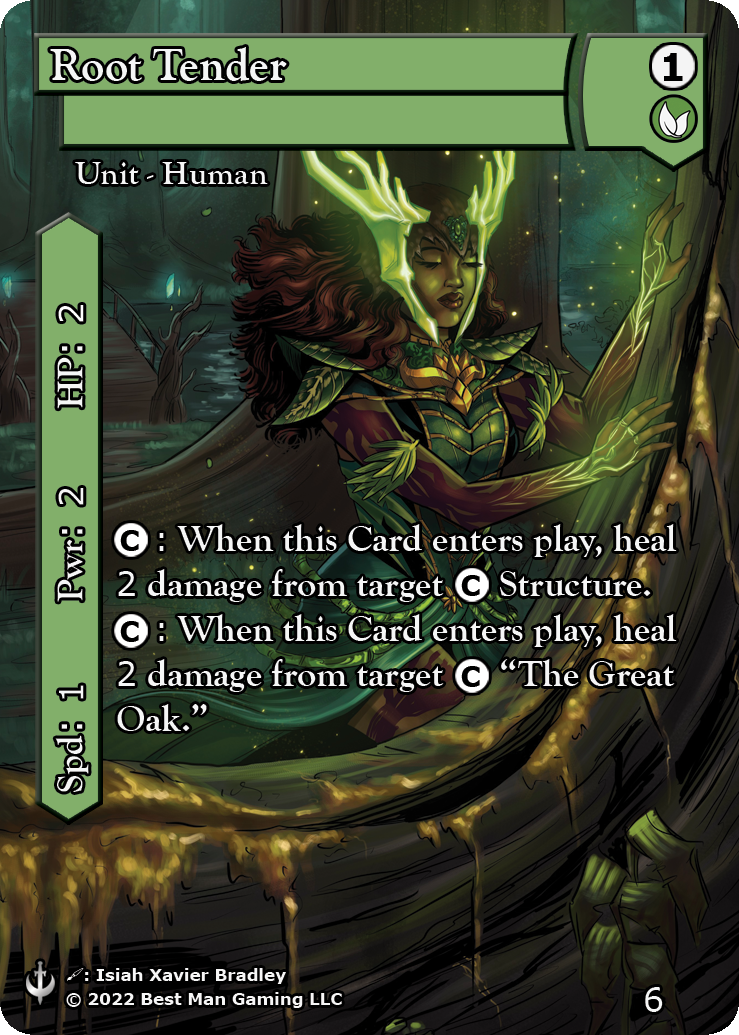 Root Tender
1
Unit - Human
HP: 2
Pwr: 2
Spd: 1
C : When this Card enters play, heal
2 damage from target C Structure.
C : When this Card enters play, heal
2 damage from target C “The Great
Oak.”
: Isiah Xavier Bradley
© 2022 Best Man Gaming LLC
6